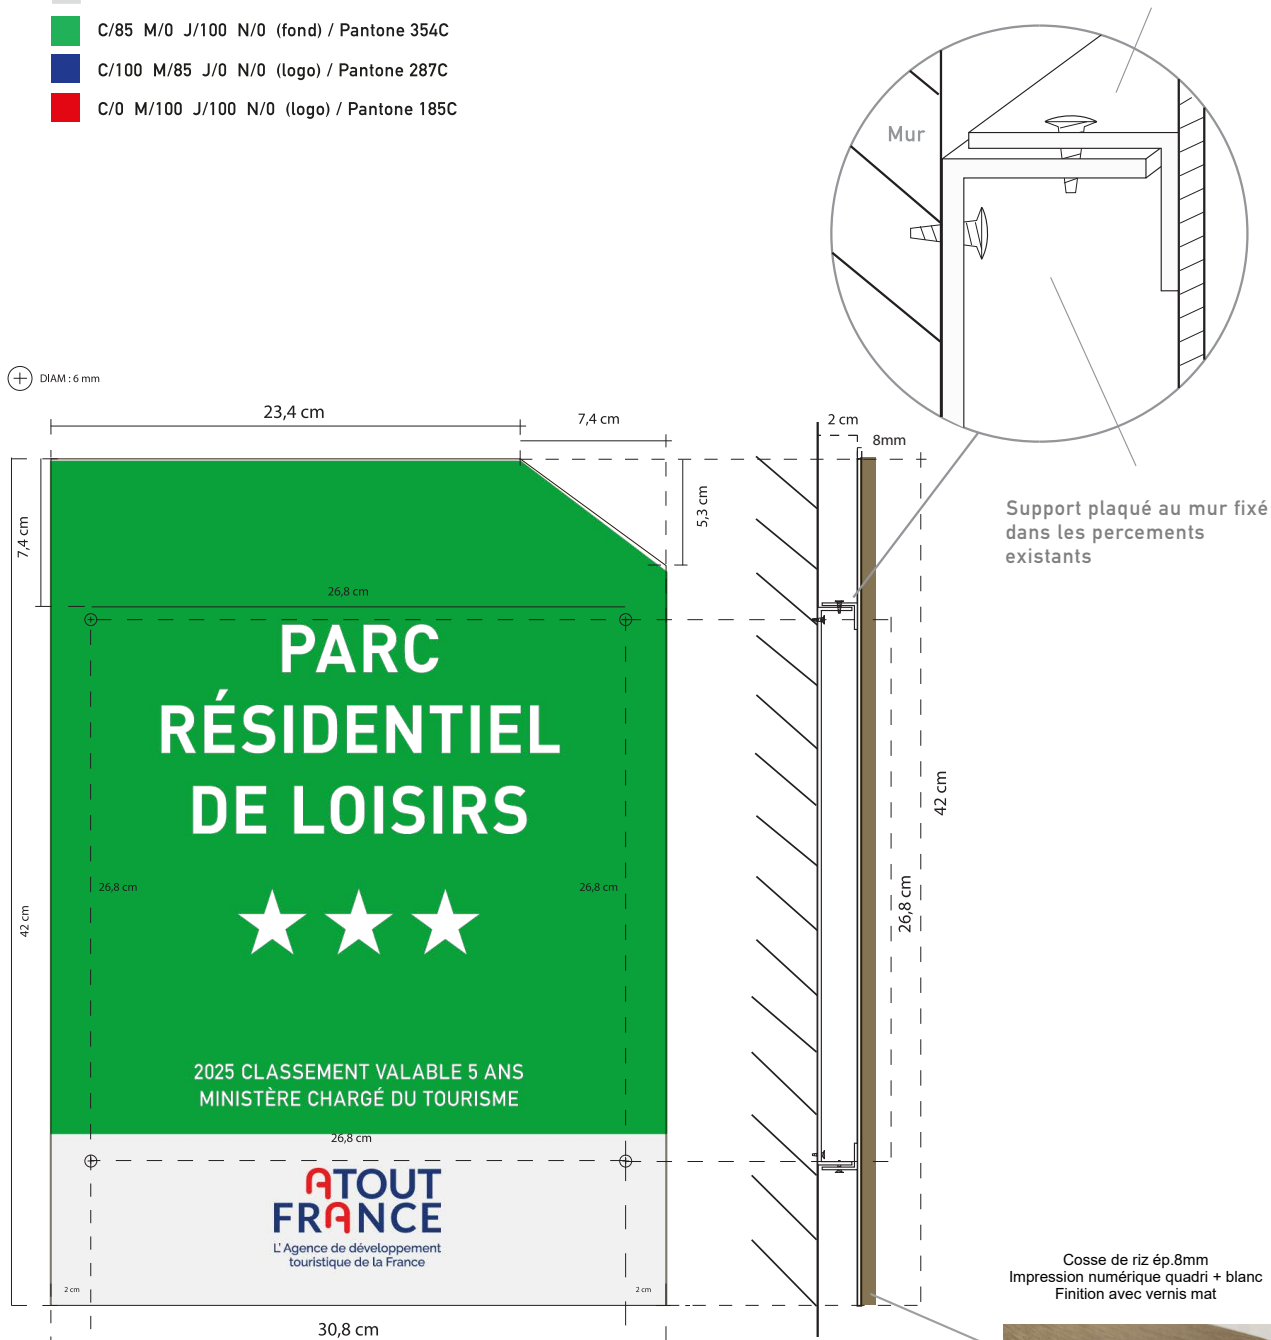 C/85 M/0 J/100 N/0 (fond) / Pantone 354C
C/100 M/85 J/0 N/0 (logo) / Pantone 287C
C/0 M/100 J/100 N/0 (logo) / Pantone 185C
Mur
DIAM : 6 mm
23,4 cm
7,4 cm
2 cm
8mm
7,4 cm
5,3 cm
Support plaqué au mur fixé
dans les percements
existants
26,8 cm
PARC
RÉSIDENTIEL
DE LOISIRS
26,8 cm
26,8 cm
42 cm
42 cm
26,8 cm
2025 CLASSEMENT VALABLE 5 ANS
MINISTÈRE CHARGÉ DU TOURISME
26,8 cm
ATOUT
FRANCE
L'Agence de développement
touristique de la France
2 cm
2 cm
30,8 cm
Cosse de riz ép.8mm
Impression numérique quadri + blanc
Finition avec vernis mat